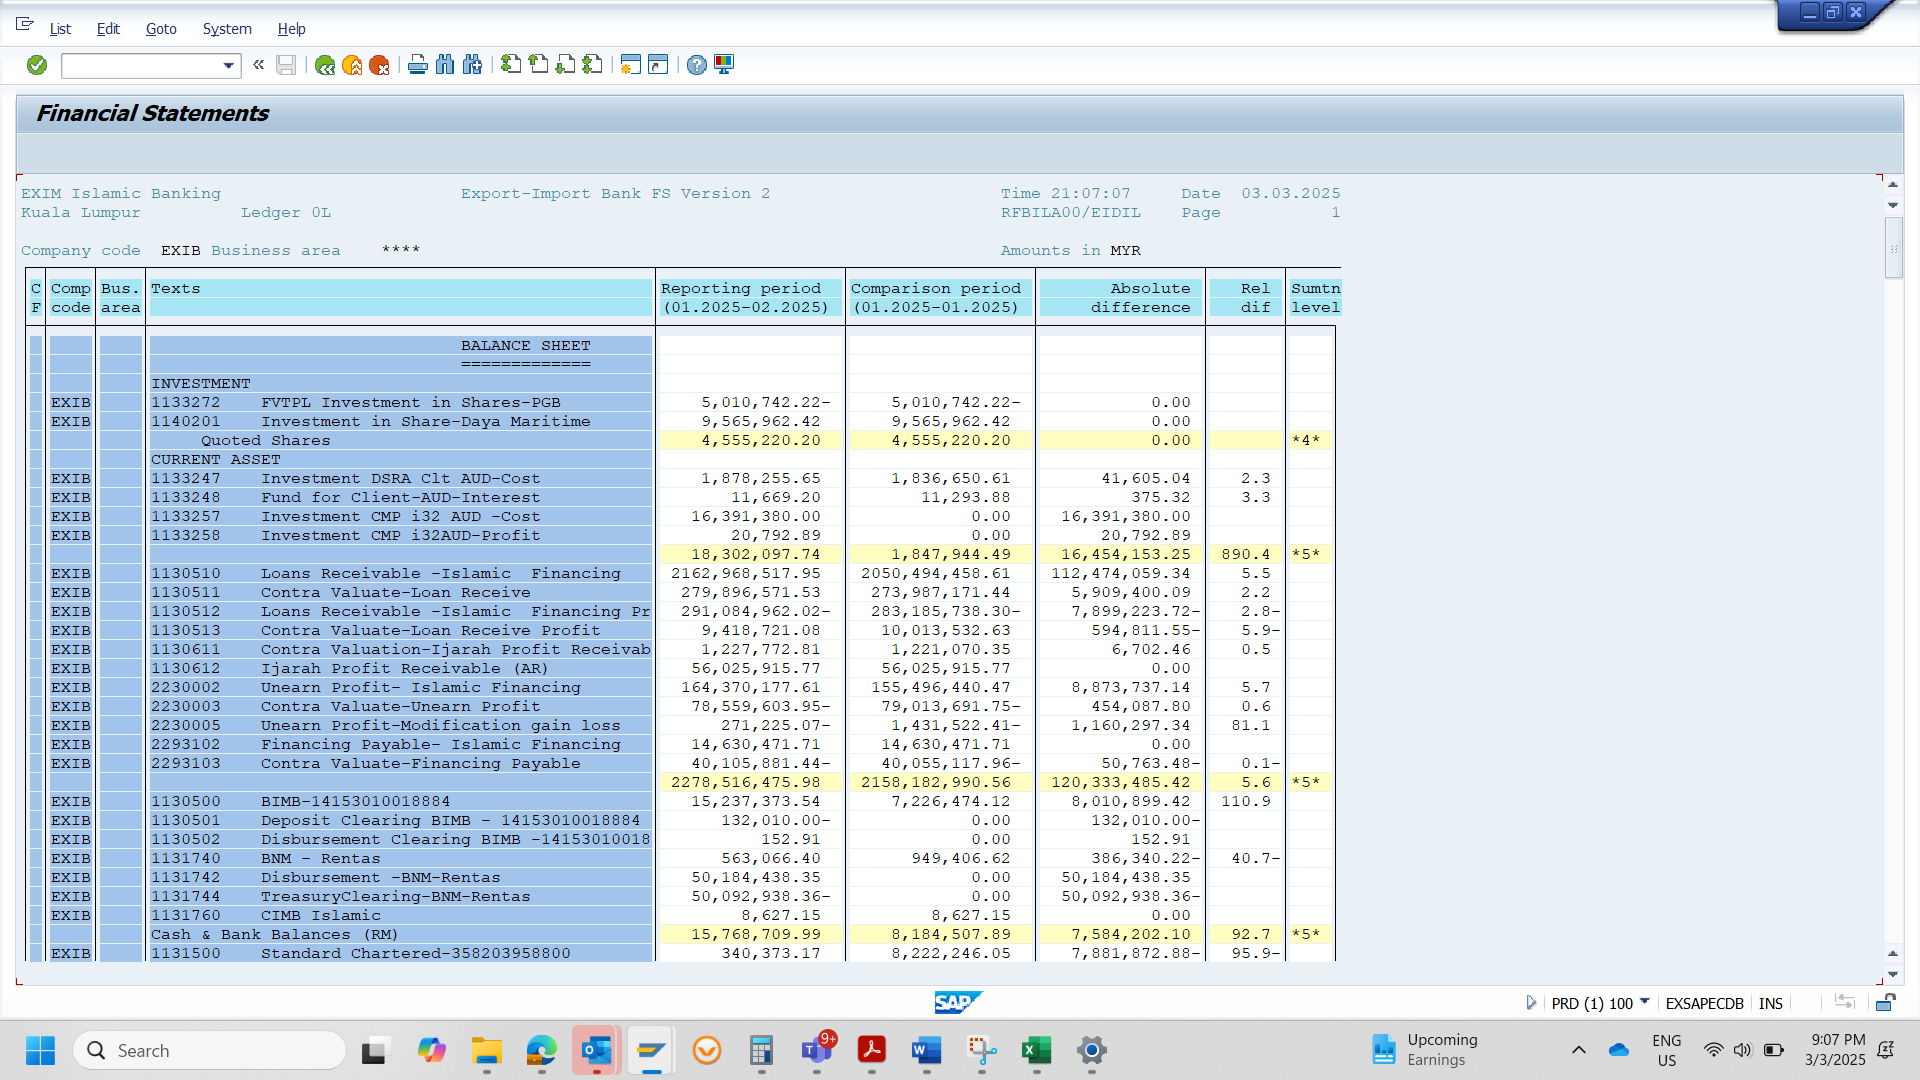 List Edit Goto System Help
Financial Statements
EXIM Islamic Banking Export-Import Bank FS Version 2 Time 21:07:07 Date 03.03.2025
Kuala Lumpur Ledger 0L RFBILA00/EIDIL Page 1
Company code EXIB Business area **** Amounts in MYR
C Comp Bus. Texts Reporting period Comparison period Absolute Rel Sumtn
F code area (01.2025-02.2025) (01.2025-01.2025) difference dif level
BALANCE SHEET
=============
INVESTMENT
EXIB 1133272 FVTPL Investment in Shares-PGB 5,010,742.22- 5,010,742.22- 0.00
EXIB 1140201 Investment in Share-Daya Maritime 9,565,962.42 9,565,962.42 0.00
Quoted Shares 4,555,220.20 4,555,220.20 0.00 *4*
CURRENT ASSET
EXIB 1133247 Investment DSRA Clt AUD-Cost 1,878,255.65 1,836,650.61 41,605.04 2.3
EXIB 1133248 Fund for Client-AUD-Interest 11,669.20 11,293.88 375.32 3.3
EXIB 1133257 Investment CMP i32 AUD -Cost 16,391,380.00 0.00 16,391,380.00
EXIB 1133258 Investment CMP i32AUD-Profit 20,792.89 0.00 20,792.89
18,302,097.74 1,847,944.49 16,454,153.25 890.4 *5*
EXIB 1130510 Loans Receivable -Islamic Financing 2162,968,517.95 2050,494,458.61 112,474,059.34 5.5
EXIB 1130511 Contra Valuate-Loan Receive 279,896,571.53 273,987,171.44 5,909,400.09 2.2
EXIB 1130512 Loans Receivable -Islamic Financing Pr 291,084,962.02- 283,185,738.30- 7,899,223.72- 2.8-
EXIB 1130513 Contra Valuate-Loan Receive Profit 9,418,721.08 10,013,532.63 594,811.55- 5.9-
EXIB 1130611 Contra Valuation-Ijarah Profit Receivab 1,227,772.81 1,221,070.35 6,702.46 0.5
EXIB 1130612 Ijarah Profit Receivable (AR) 56,025,915.77 56,025,915.77 0.00
EXIB 2230002 Unearn Profit- Islamic Financing 164,370,177.61 155,496,440.47 8,873,737.14 5.7
EXIB 2230003 Contra Valuate-Unearn Profit 78,559,603.95- 79,013,691.75- 454,087.80 0.6
EXIB 2230005 Unearn Profit-Modification gain loss 271,225.07- 1,431,522.41- 1,160,297.34 81.1
EXIB 2293102 Financing Payable- Islamic Financing 14,630,471.71 14,630,471.71 0.00
EXIB 2293103 Contra Valuate-Financing Payable 40,105,881.44- 40,055,117.96- 50,763.48- 0.1-
2278,516,475.98 2158,182,990.56 120,333,485.42 5.6 *5*
EXIB 1130500 BIMB-14153010018884 15,237,373.54 7,226,474.12 8,010,899.42 110.9
EXIB 1130501 Deposit Clearing BIMB - 14153010018884 132,010.00- 0.00 132,010.00-
EXIB 1130502 Disbursement Clearing BIMB -14153010018 152.91 0.00 152.91
EXIB 1131740 BNM - Rentas 563,066.40 949,406.62 386,340.22- 40.7-
EXIB 1131742 Disbursement -BNM-Rentas 50,184,438.35 0.00 50,184,438.35
EXIB 1131744 TreasuryClearing-BNM-Rentas 50,092,938.36- 0.00 50,092,938.36-
EXIB 1131760 CIMB Islamic 8,627.15 8,627.15 0.00
Cash & Bank Balances (RM) 15,768,709.99 8,184,507.89 7,584,202.10 92.7 *5*
EXIB 1131500 Standard Chartered-358203958800 340,373.17 8,222,246.05 7,881,872.88- 95.9-
SAP PRD (1) 100 EXSAPECDB INS
Search 9+ Upcoming ENG 9:07 PM
Earnings US 3/3/2025